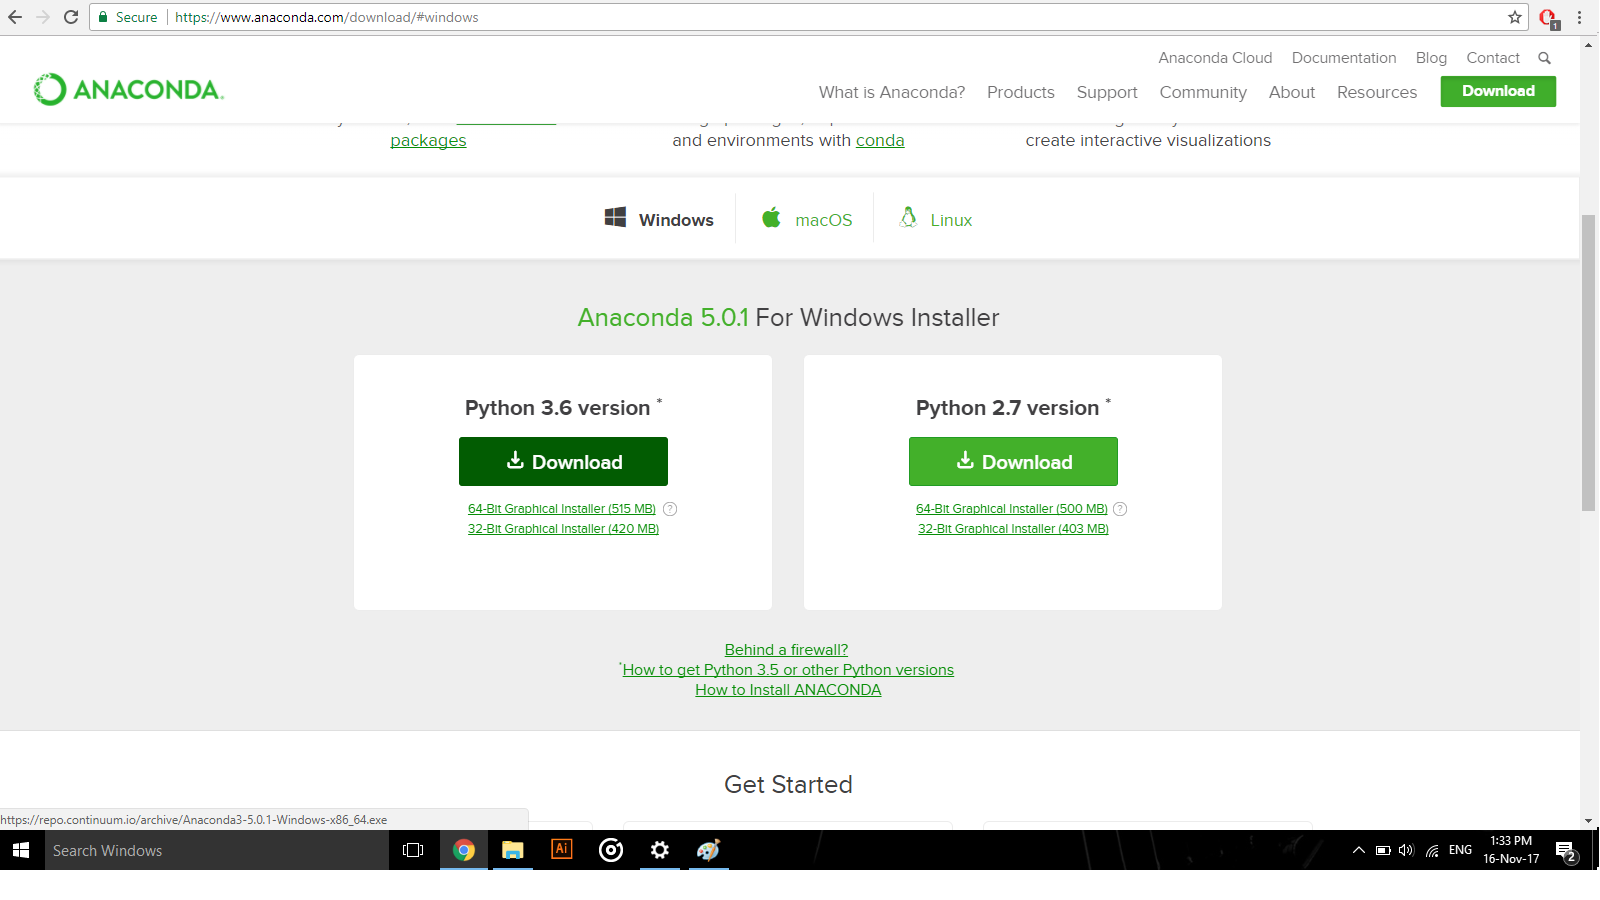 Secure
https://www.anaconda.com/download/#windows
1
Anaconda Cloud Documentation Blog Contact
ANACONDA.
What is Anaconda? Products Support Community About Resources Download
packages
and environments with conda
create interactive visualizations
Windows macOS Linux
Anaconda 5.0.1 For Windows Installer
Python 3.6 version *
Download
64-Bit Graphical Installer (515 MB) ?
32-Bit Graphical Installer (420 MB)
Python 2.7 version *
Download
64-Bit Graphical Installer (500 MB) ?
32-Bit Graphical Installer (403 MB)
Behind a firewall?
*How to get Python 3.5 or other Python versions
How to Install ANACONDA
Get Started
https://repo.continuum.io/archive/Anaconda3-5.0.1-Windows-x86_64.exe
Search Windows
Ai
ENG
1:33 PM
16-Nov-17
2